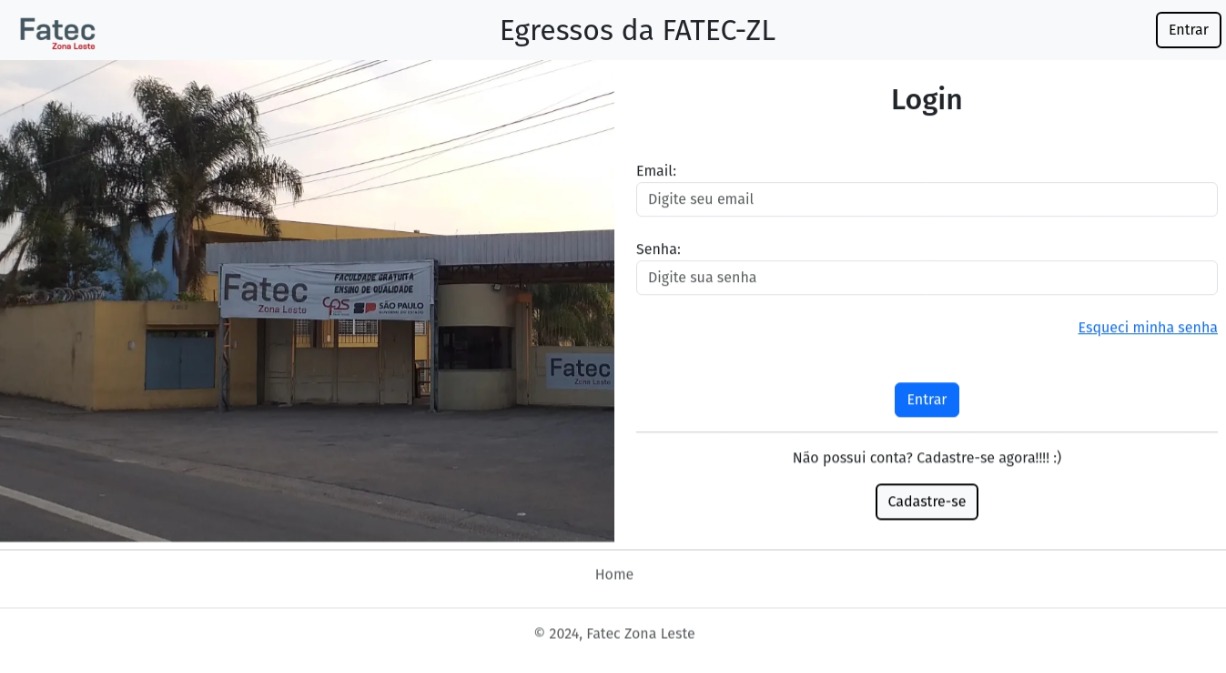 Fatec
Zona Leste
Egressos da FATEC-ZL
Entrar
Fatec
Zona Leste
FACULDADE GRATUITA
ENSINO DE QUALIDADE
cps
SÃO PAULO
Fatec
Zona Leste
Login
Email:
Digite seu email
Senha:
Digite sua senha
Esqueci minha senha
Entrar
Não possui conta? Cadastre-se agora!!!! :)
Cadastre-se
Home
© 2024, Fatec Zona Leste